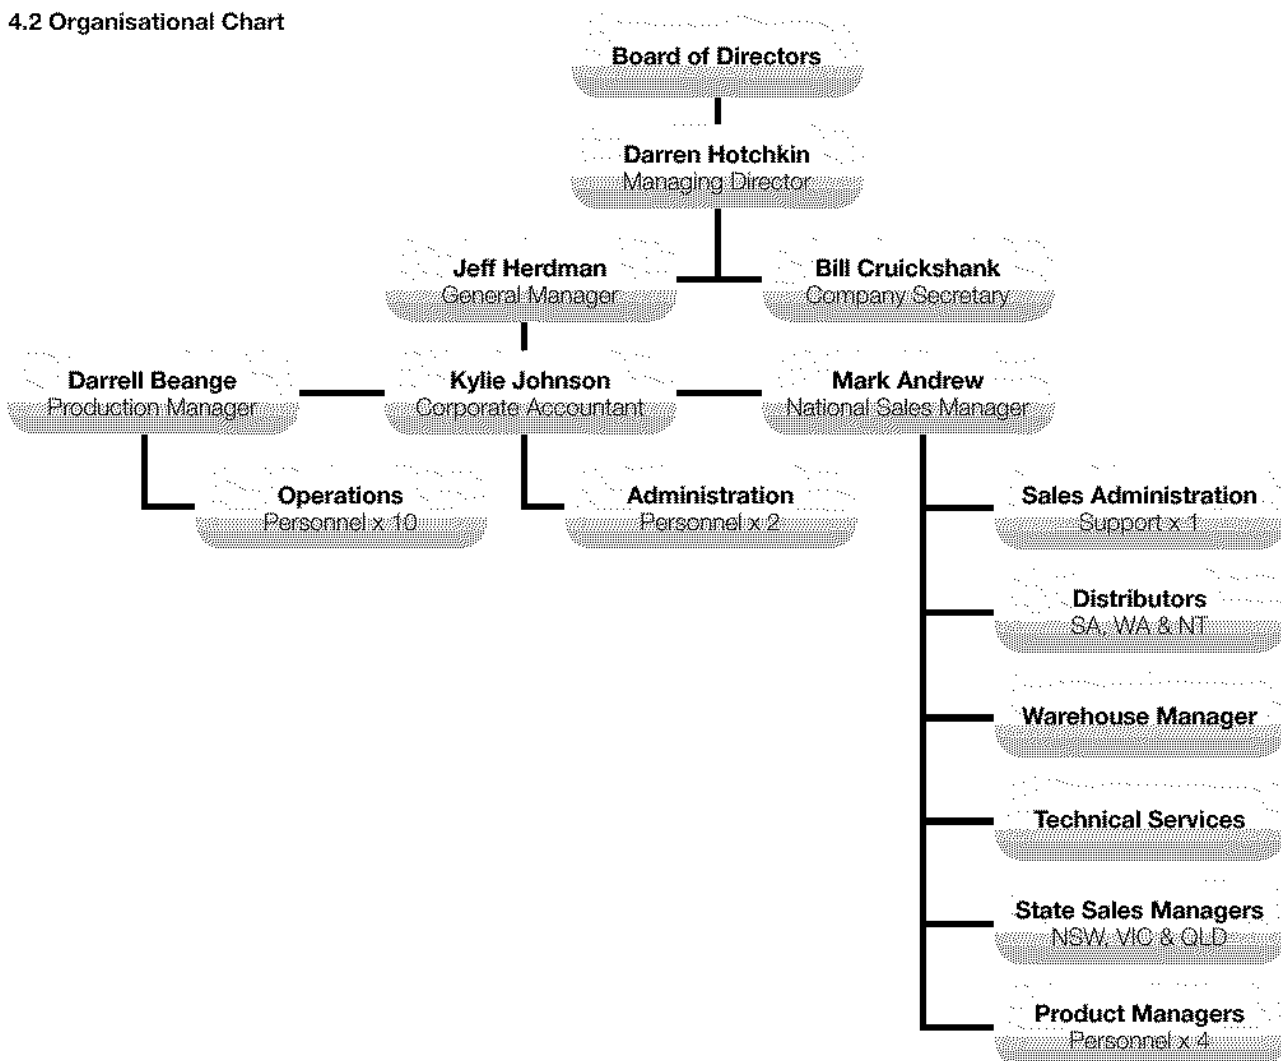 4.2 Organisational Chart
Board of Directors
Darren Hotchkin
Managing Director
Jeff Herdman
General Manager
Bill Cruickshank
Company Secretary
Darrell Beange
Production Manager
Kylie Johnson
Corporate Accountant
Mark Andrew
National Sales Manager
Operations
Personnel x 10
Administration
Personnel x 2
Sales Administration
Support x 1
Distributors
SA, WA & NT
Warehouse Manager
Technical Services
State Sales Managers
NSW, VIC & QLD
Product Managers
Personnel x 4